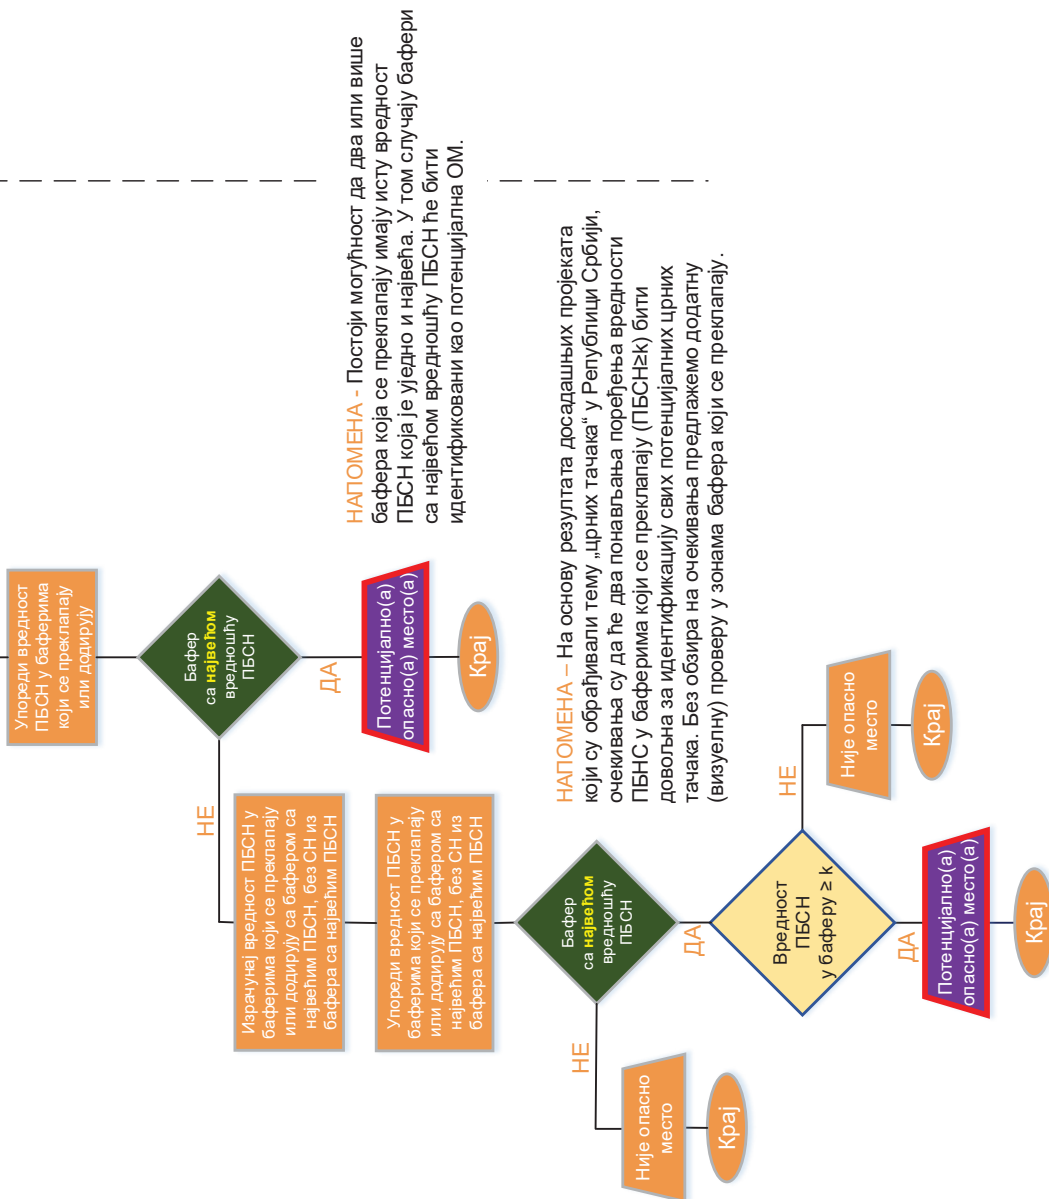 Упореди вредност
ПБСН у баферима
који се преклапају
или додирују
Бафер
са највећом
вредношћу
ПБСН
НЕ
ДА
Потенцијално(а)
опасно(а) место(а)
Крај
НАПОМЕНА - Постоји могућност да два или више
бафера која се преклапају имају исту вредност
ПБСН која је уједно и највећа. У том случају бафери
са највећом вредношћу ПБСН ће бити
идентификовани као потенцијална ОМ.
Израчунај вредност ПБСН у
баферима који се преклапају
или додирују са бафером са
највећим ПБСН, без СН из
бафера са највећим ПБСН
Упореди вредност ПБСН у
баферима који се преклапају
или додирују са бафером са
највећим ПБСН, без СН из
бафера са највећим ПБСН
Бафер
са највећом
вредношћу
ПБСН
НЕ
ДА
Није опасно
место
Крај
Вредност
ПБСН
у баферу ≥ k
НЕ
ДА
Није опасно
место
Крај
Потенцијално(а)
опасно(а) место(а)
Крај
НАПОМЕНА – На основу резултата досадашњих пројеката
који су обрађивали тему „црних тачака“ у Републици Србији,
очекивања су да ће два понављања поређења вредности
ПБНС у баферима који се преклапају (ПБСН≥k) бити
довољна за идентификацију свих потенцијалних црних
тачака. Без обзира на очекивања предлажемо додатну
(визуелну) проверу у зонама бафера који се преклапају.